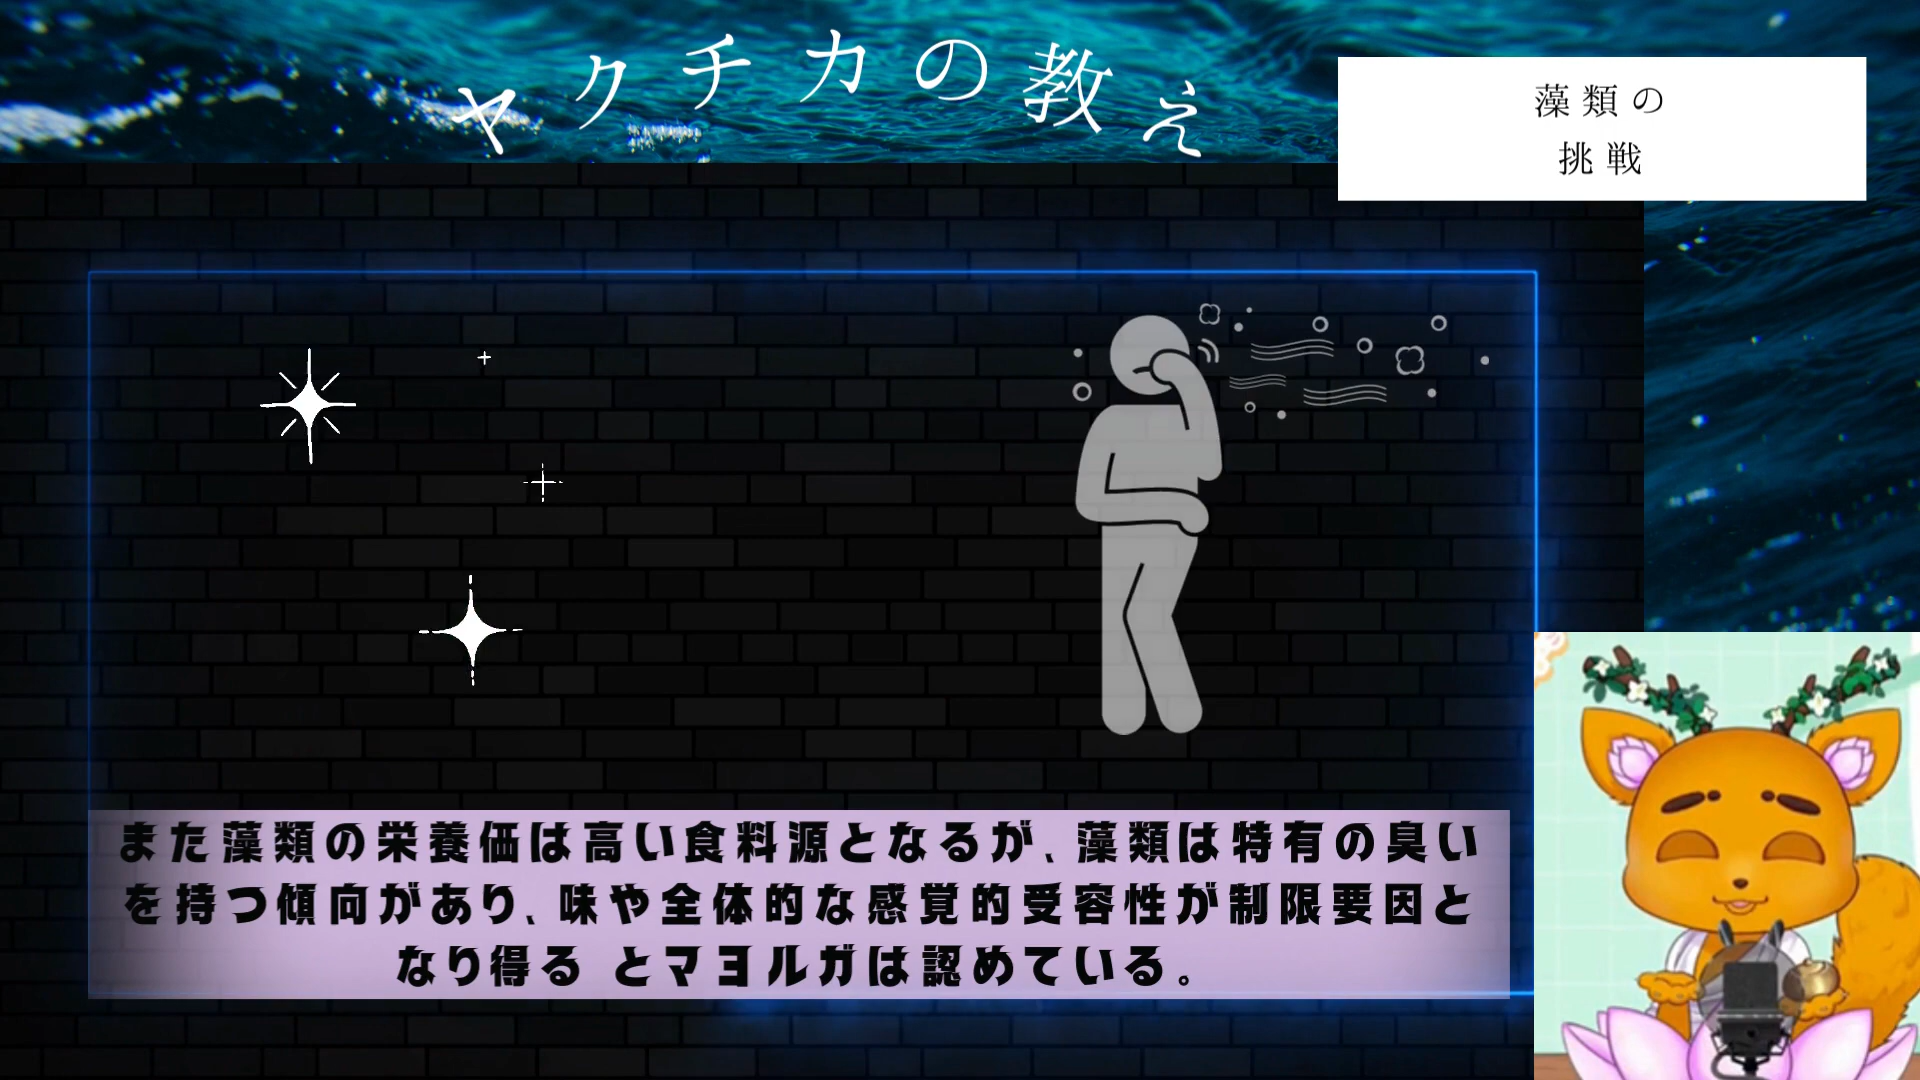 ヤクチカの教え
藻類の
挑戦
また藻類の栄養価は高い食料源となるが、藻類は特有の臭い
を持つ傾向があり、味や全体的な感覚的受容性が制限要因と
なり得る とマヨルガは認めている。